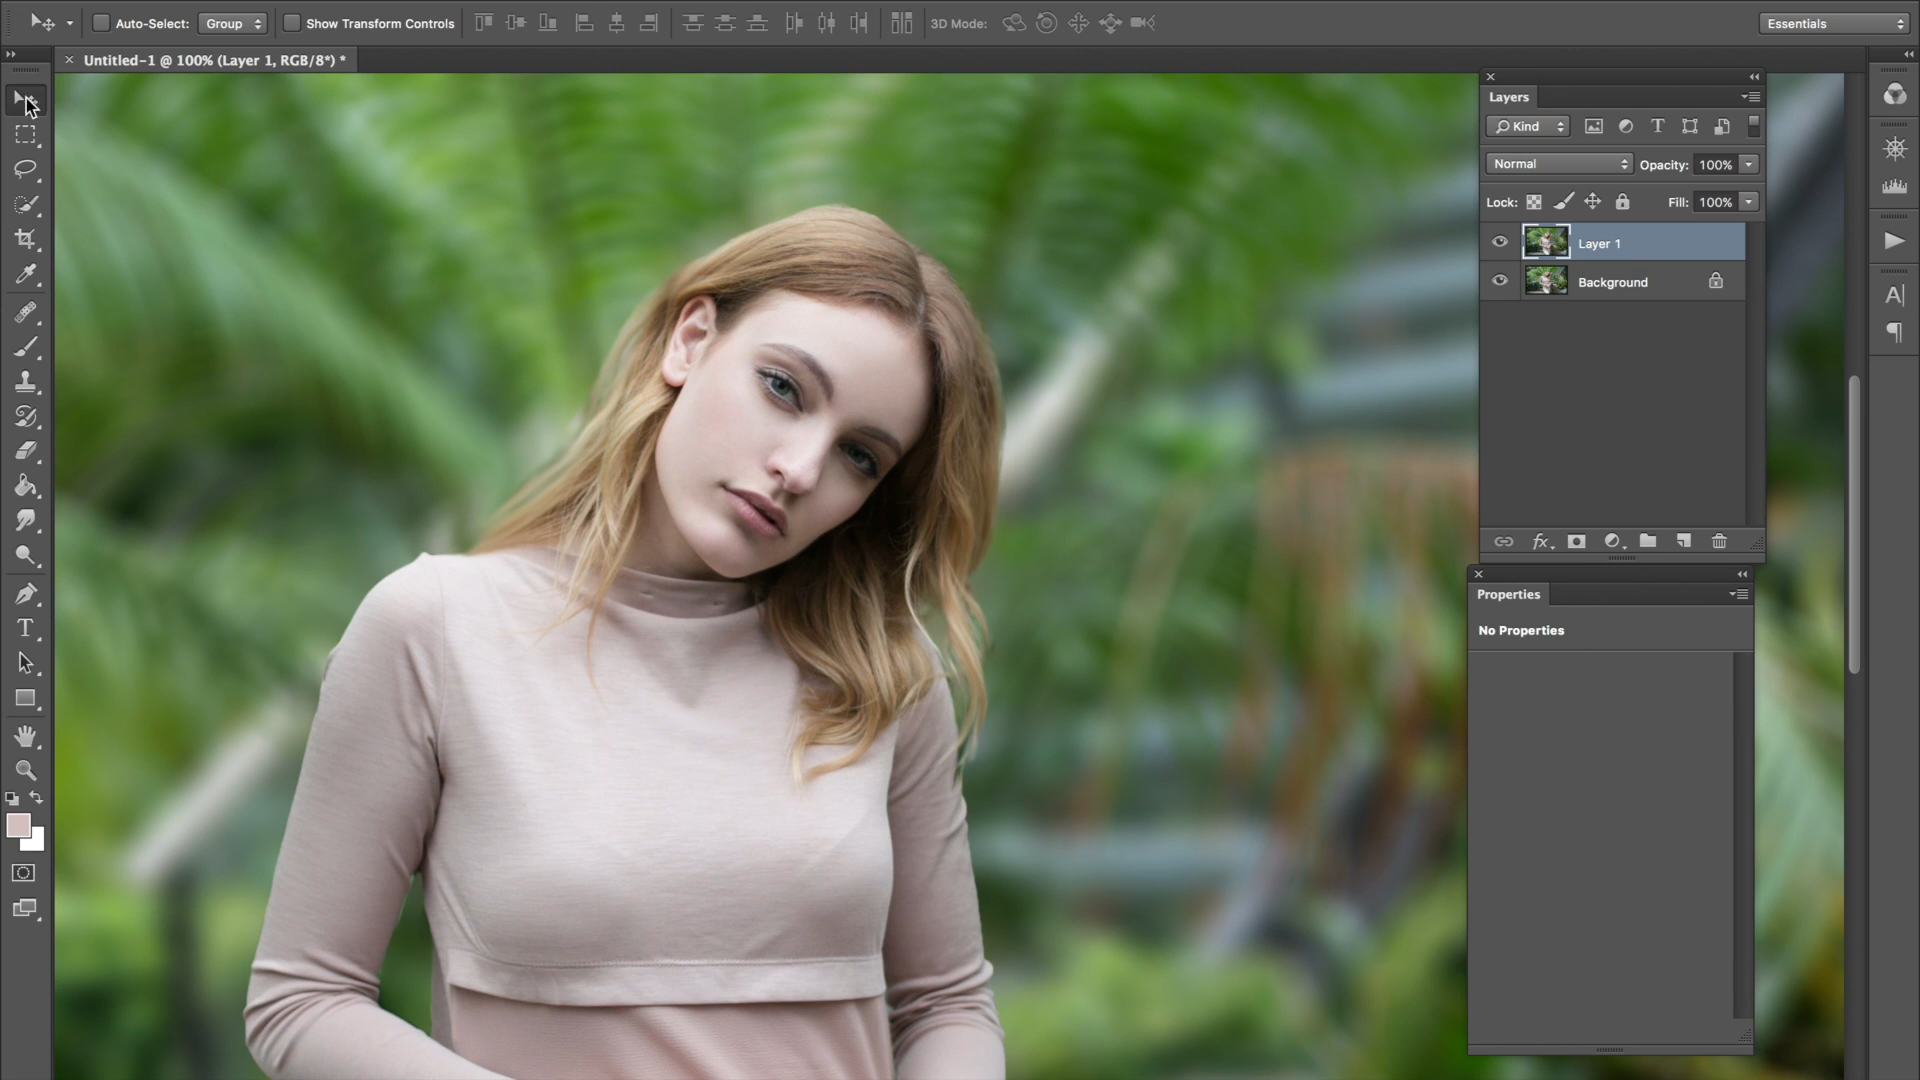 Auto-Select: Group Show Transform Controls 3D Mode: Essentials
Untitled-1 @ 100% (Layer 1, RGB/8*) *
Layers
Kind
Normal Opacity: 100%
Lock: Fill: 100%
Layer 1
Background
fx
Properties
No Properties